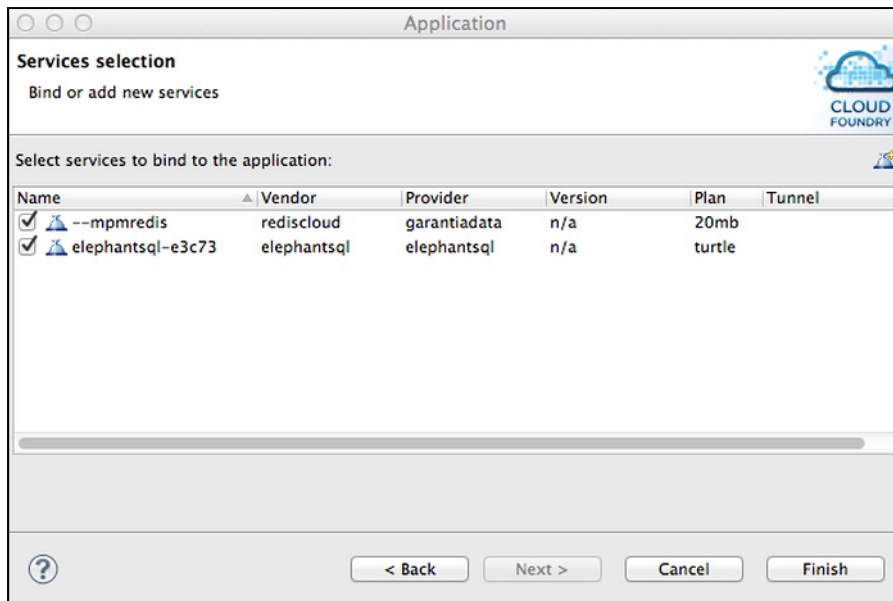 Application
Services selection
Bind or add new services
CLOUD
FOUNDRY
Select services to bind to the application:
Name Vendor Provider Version Plan Tunnel
--mpmredis rediscloud garantiadata n/a 20mb
elephantsql-e3c73 elephantsql elephantsql n/a turtle
? < Back Next > Cancel Finish